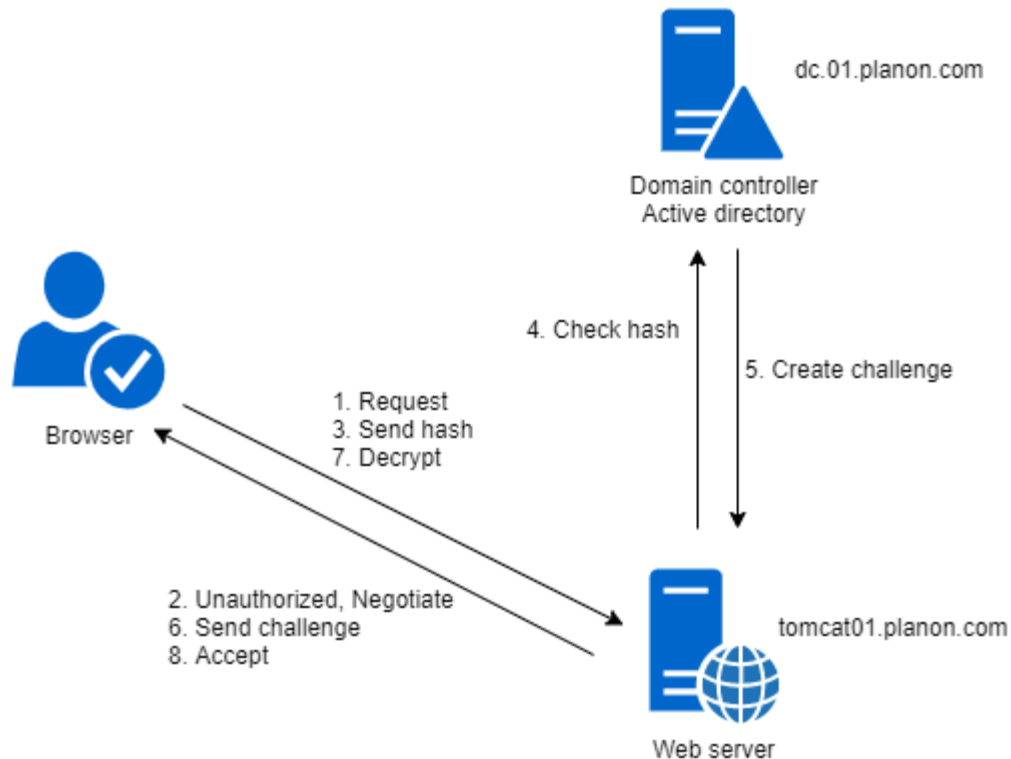 dc.01.planon.com
Domain controller
Active directory
4. Check hash
5. Create challenge
Browser
1. Request
3. Send hash
7. Decrypt
2. Unauthorized, Negotiate
6. Send challenge
8. Accept
tomcat01.planon.com
Web server